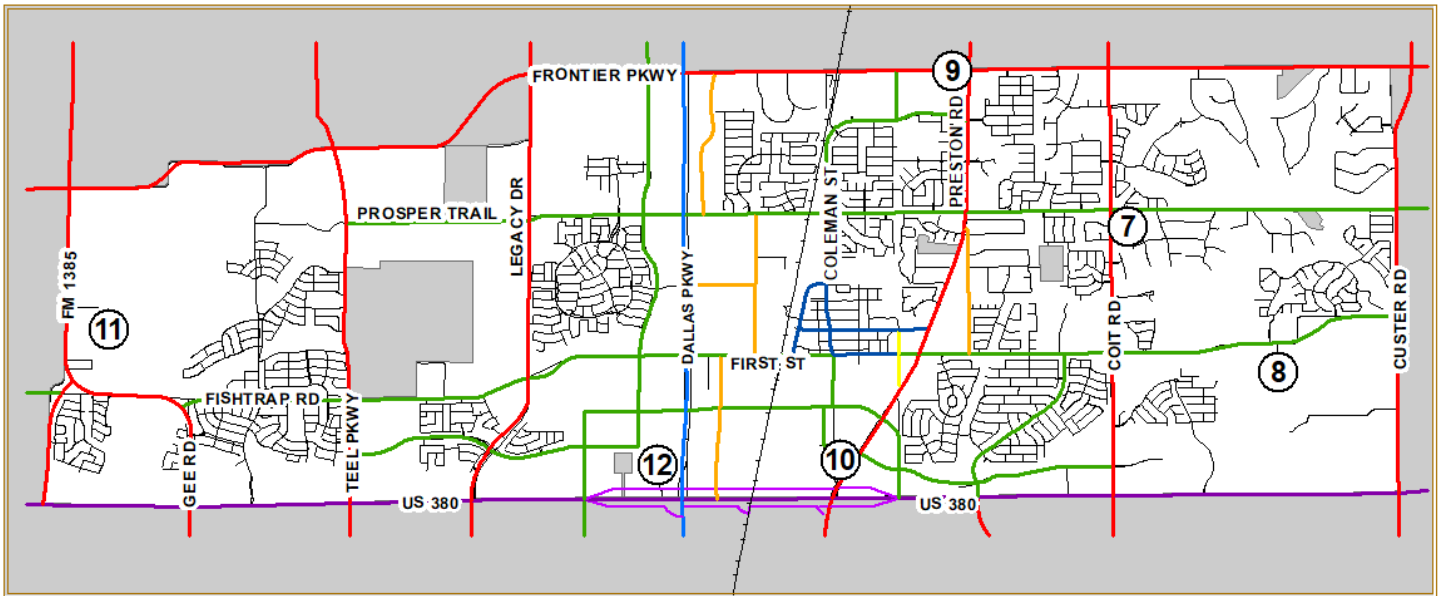 FRONTIER PKWY
9
PRESTON RD
COLEMAN ST
LEGACY DR
PROSPER TRAIL
7
FM 1385
DALLAS PKWY
CUSTER RD
11
COIT RD
FIRST ST
8
FISHTRAP RD
TEEL PKWY
GEE RD
12
10
US 380
US 380